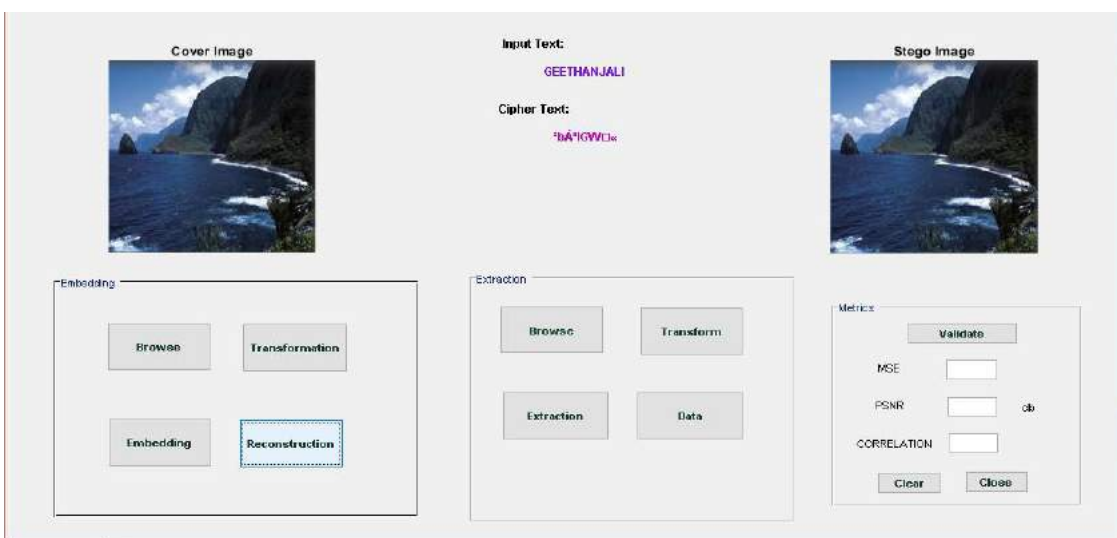 Cover Image
Input Text:
GEETHANJALI
Cipher Text:
Stego Image
Embedding
Browse
Transformation
Embedding
Reconstruction
Extraction
Browse
Transform
Extraction
Data
Metrics
Validate
MSE
PSNR
db
CORRELATION
Clear
Close